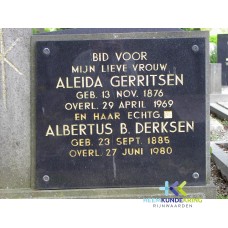 BID VOOR
MIJN LIEVE VROUW
ALEIDA GERRITSEN
GEB. 13 NOV. 1876
OVERL. 29 APRIL 1969
EN HAAR ECHTG.
ALBERTUS B. DERKSEN
GEB. 23 SEPT. 1885
OVERL. 27 JUNI 1980
HEEMKUNDEKRING
RIJNWAARDEN